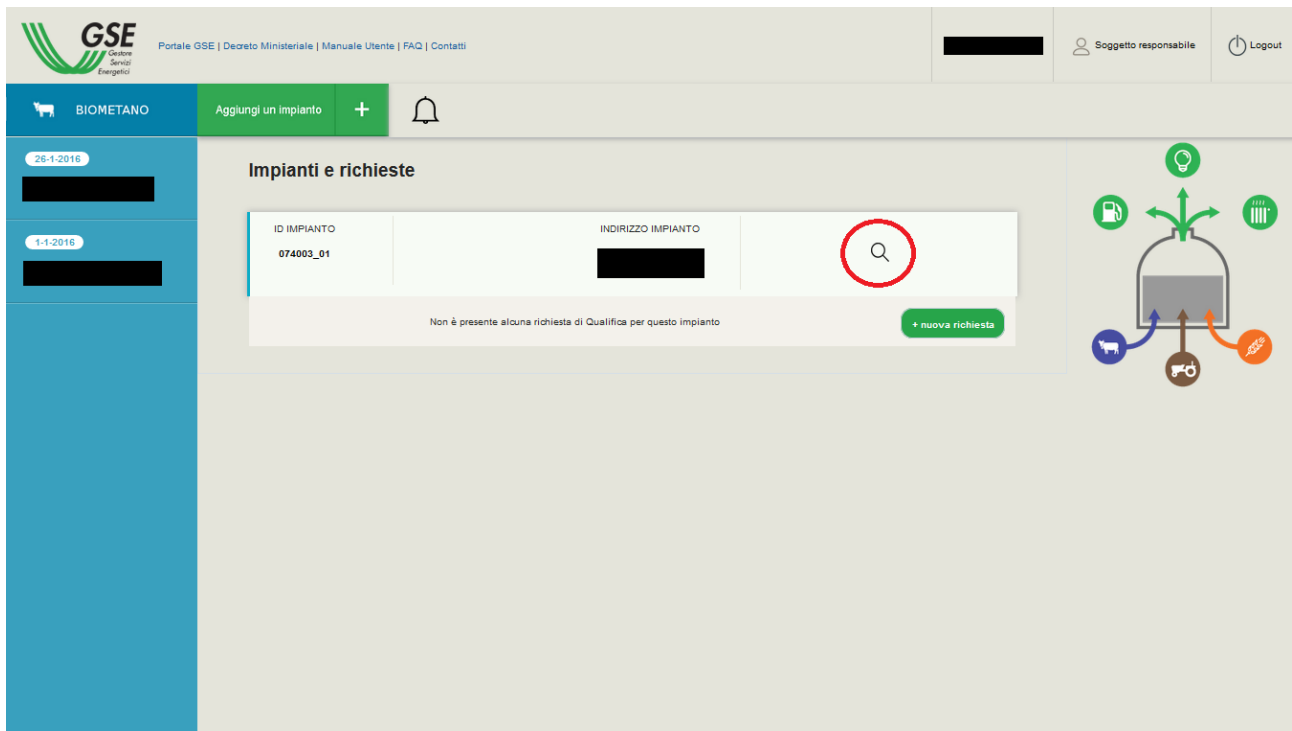 GSE
Gestore
Servizi
Energetici
Portale GSE | Decreto Ministeriale | Manuale Utente | FAQ | Contatti
Soggetto responsabile
Logout
BIOMETANO
Aggiungi un impianto +
26-1-2016
1-1-2016
Impianti e richieste
ID IMPIANTO
074003_01
INDIRIZZO IMPIANTO
Non è presente alcuna richiesta di Qualifica per questo impianto
+ nuova richiesta